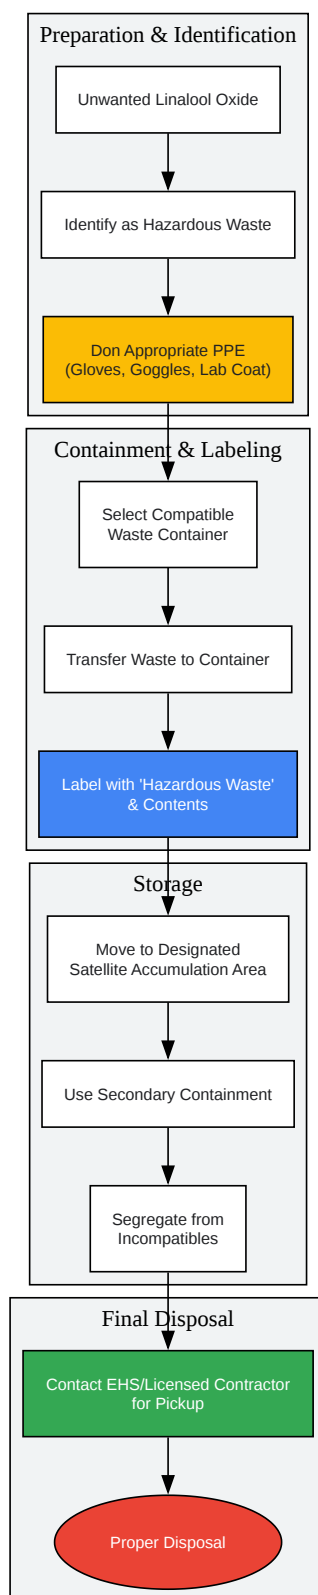 Preparation & Identification
Unwanted Linalool Oxide
Identify as Hazardous Waste
Don Appropriate PPE
(Gloves, Goggles, Lab Coat)
Containment & Labeling
Select Compatible
Waste Container
Transfer Waste to Container
Label with 'Hazardous Waste'
& Contents
Storage
Move to Designated
Satellite Accumulation Area
Use Secondary Containment
Segregate from
Incompatibles
Final Disposal
Contact EHS/Licensed Contractor
for Pickup
Proper Disposal